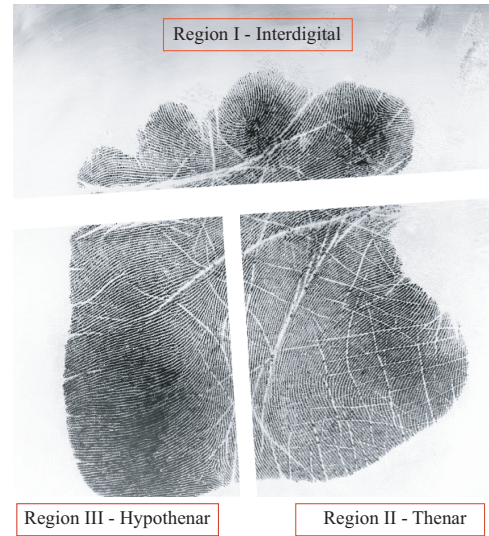 Region I - Interdigital
Region III - Hypothenar
Region II - Thenar